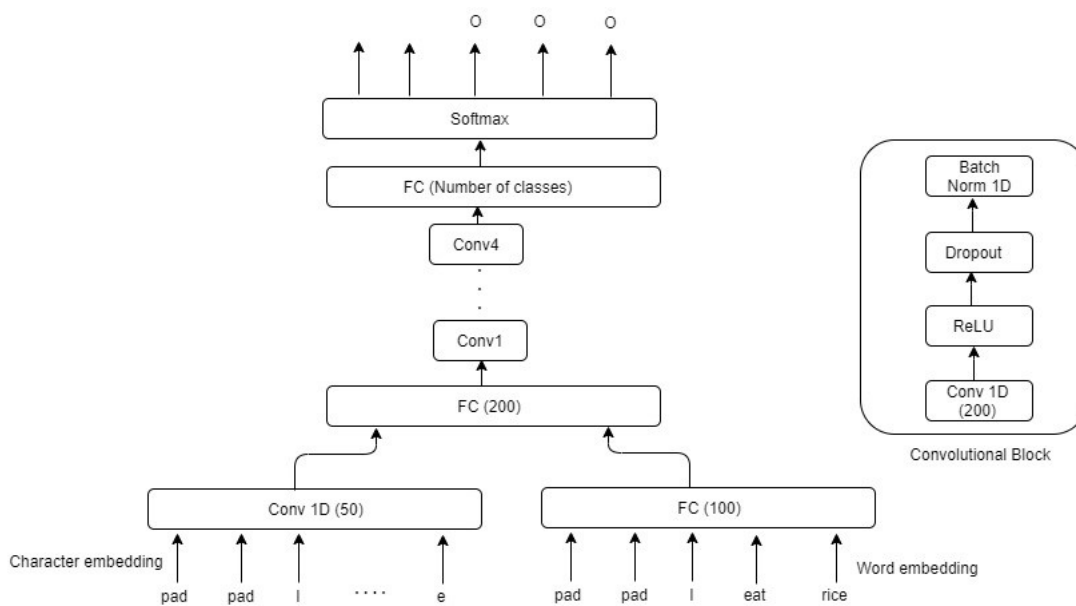 O O O
Softmax
FC (Number of classes)
Conv4
. . .
Conv1
FC (200)
Conv 1D (50)
FC (100)
Character embedding
Word embedding
pad pad I .... e
pad pad I eat rice
Batch
Norm 1D
Dropout
ReLU
Conv 1D
(200)
Convolutional Block